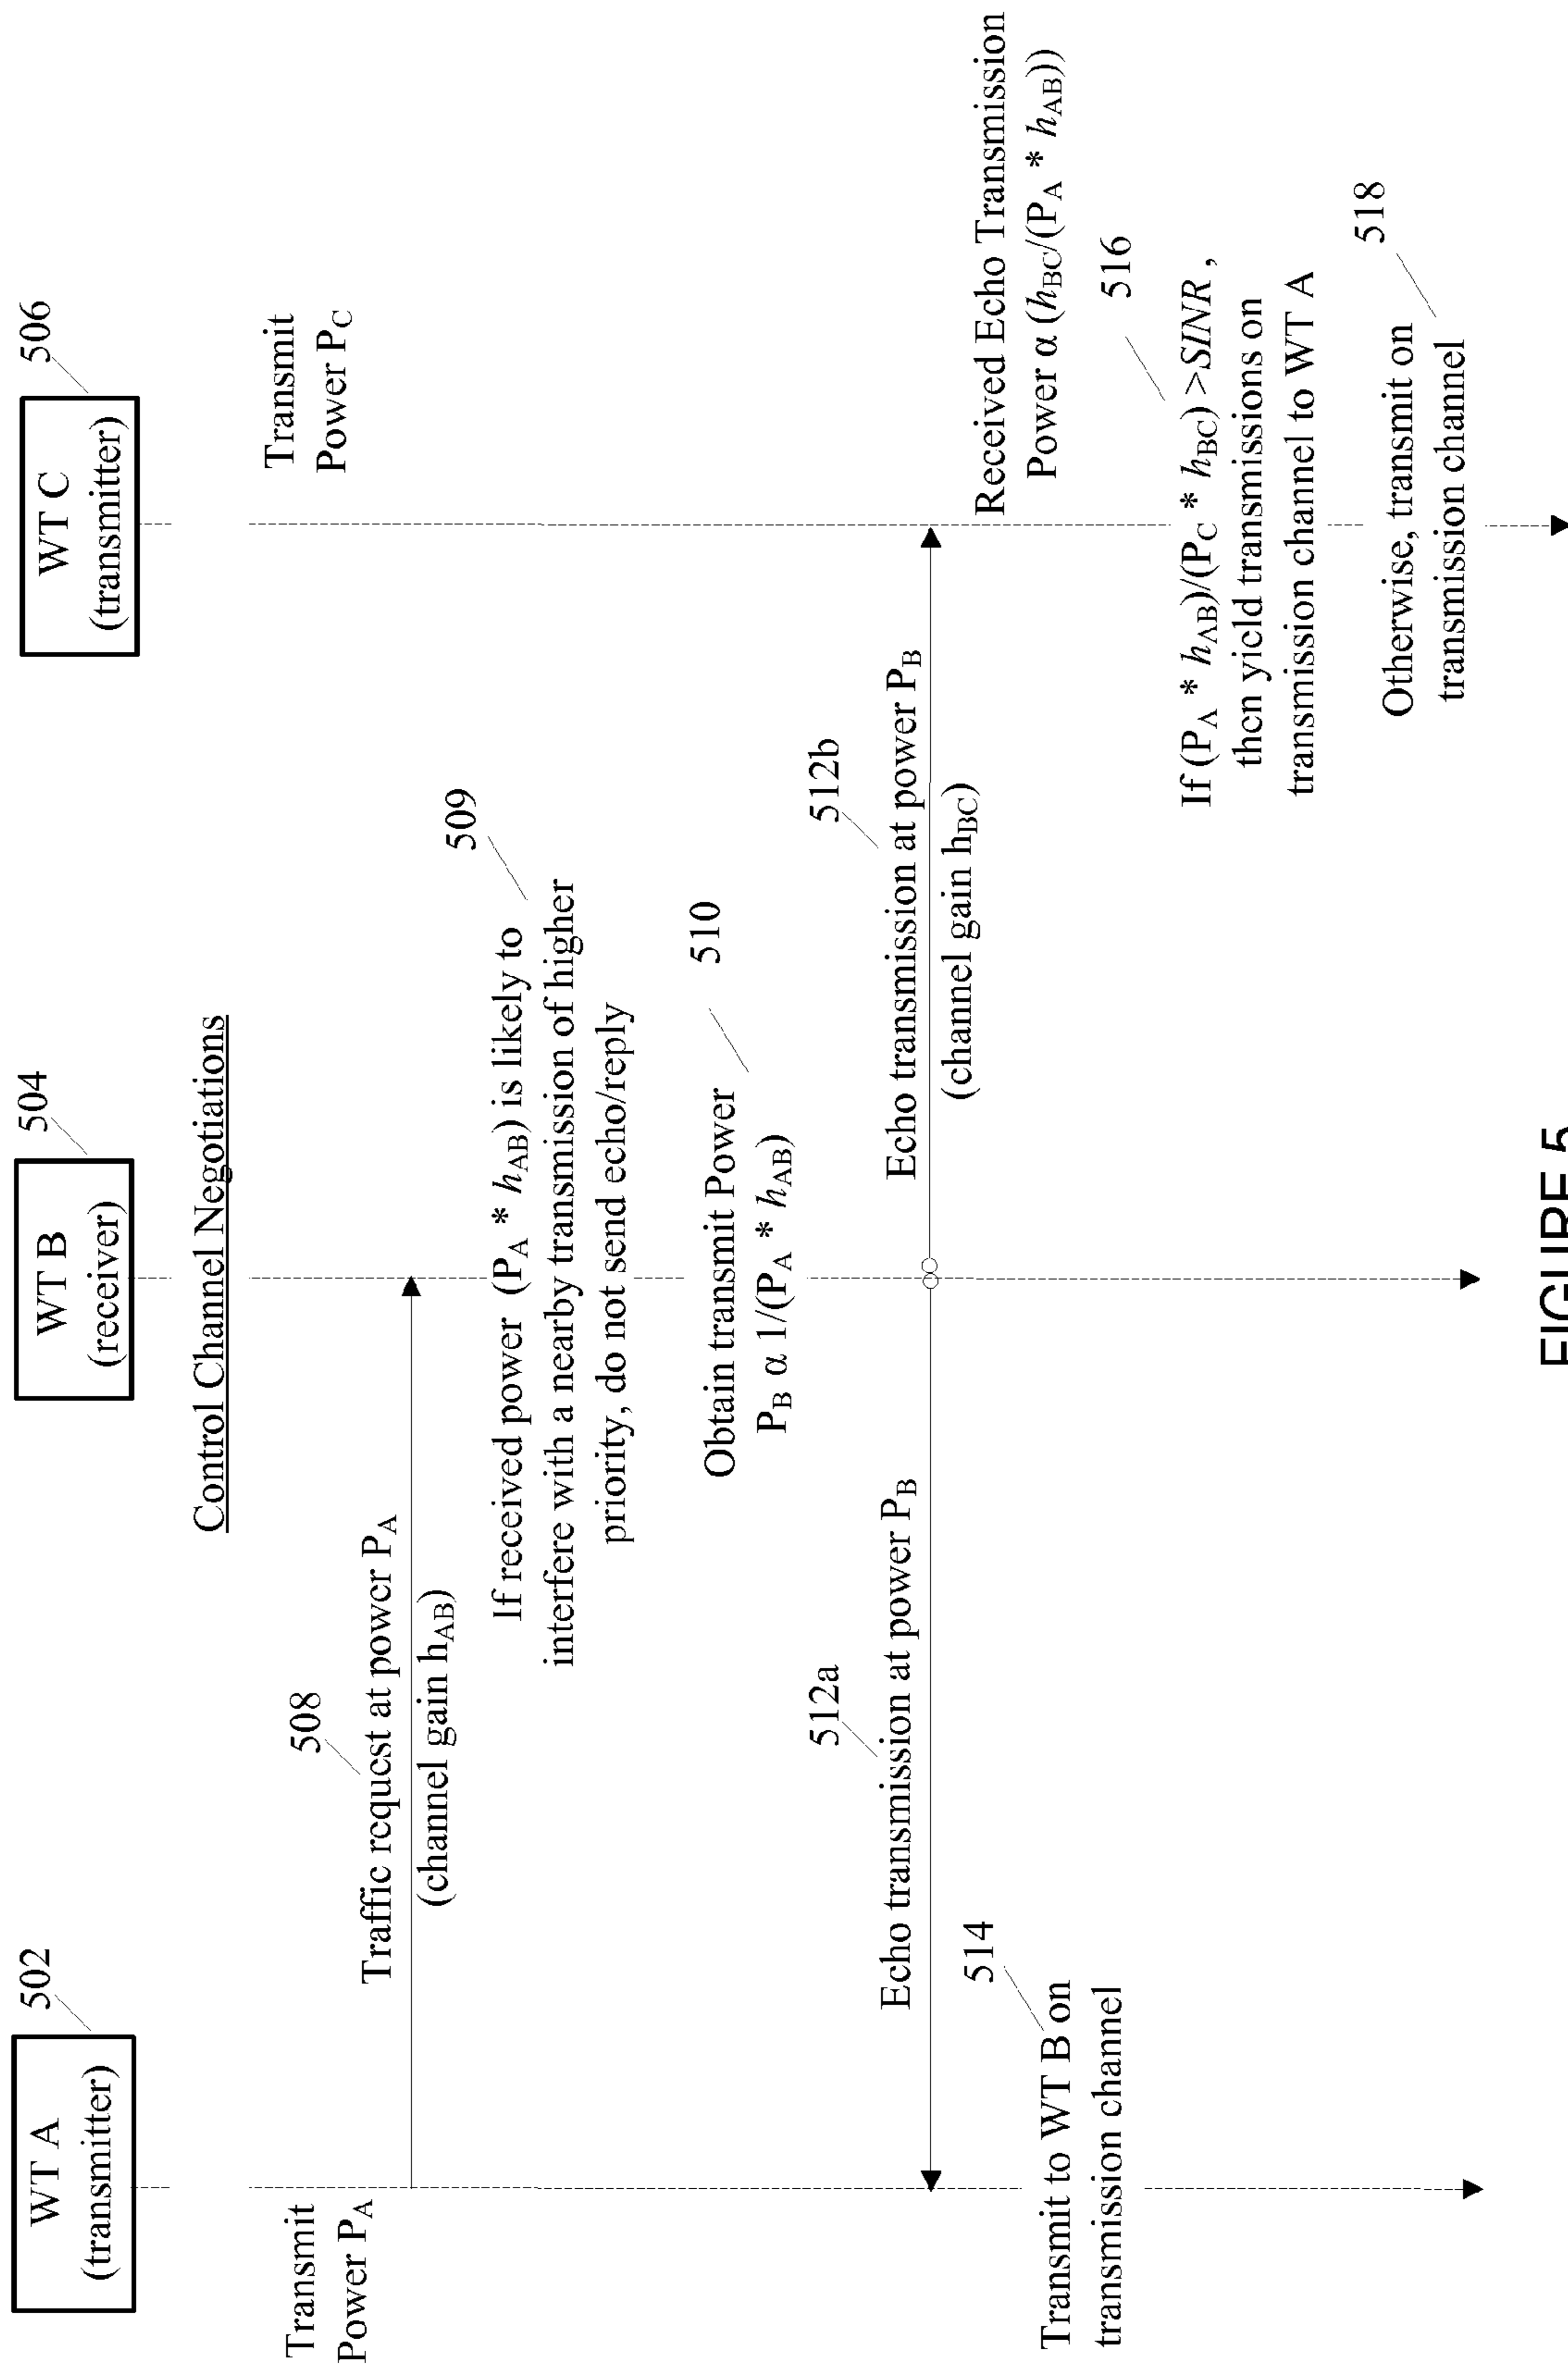 502
WT A
(transmitter)
504
WT B
(receiver)
506
WT C
(transmitter)
Control Channel Negotiations
Transmit
Power PA
Transmit
Power PC
508
Traffic request at power PA
(channel gain hAB)
509
If received power (PA * hAB) is likely to
interfere with a nearby transmission of higher
priority, do not send echo/reply
510
Obtain transmit Power
PB α 1/(PA * hAB)
512a
Echo transmission at power PB
512b
Echo transmission at power PB
(channel gain hBC)
514
Transmit to WT B on
transmission channel
Received Echo Transmission
Power α (hBC/(PA * hAB))
516
If (PA * hAB)/(PC * hBC) >SINR ,
then yield transmissions on
transmission channel to WT A
518
Otherwise, transmit on
transmission channel
FIGURE 5